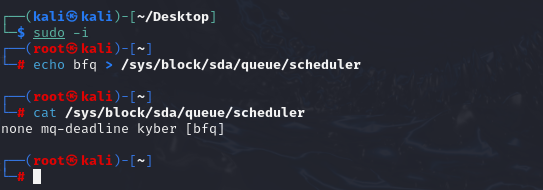 ┌──(kali㉿kali)-[~/Desktop]
└─$ sudo -i
┌──(root㉿kali)-[~]
└─# echo bfq > /sys/block/sda/queue/scheduler
┌──(root㉿kali)-[~]
└─# cat /sys/block/sda/queue/scheduler
none mq-deadline kyber [bfq]
┌──(root㉿kali)-[~]
└─#